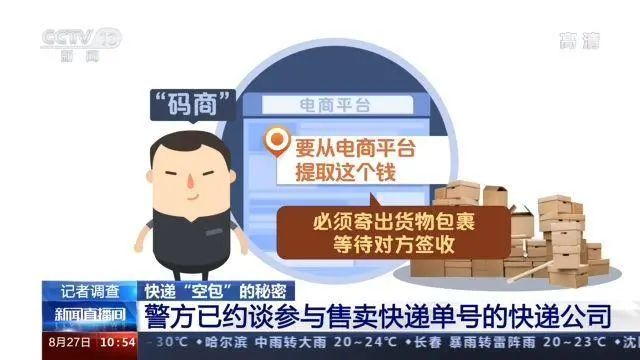 CCTV 13
新闻
高清
“码商”
电商平台
要从电商平台
提取这个钱
必须寄出货物包裹
等待对方签收
记者调查
快递“空包”的秘密
新闻直播间
警方已约谈参与售卖快递单号的快递公司
8月27日 10:54
30℃ 哈尔滨 中雨转大雨 20~24℃ 长春 暴雨转雷阵雨 20~23℃ 沈